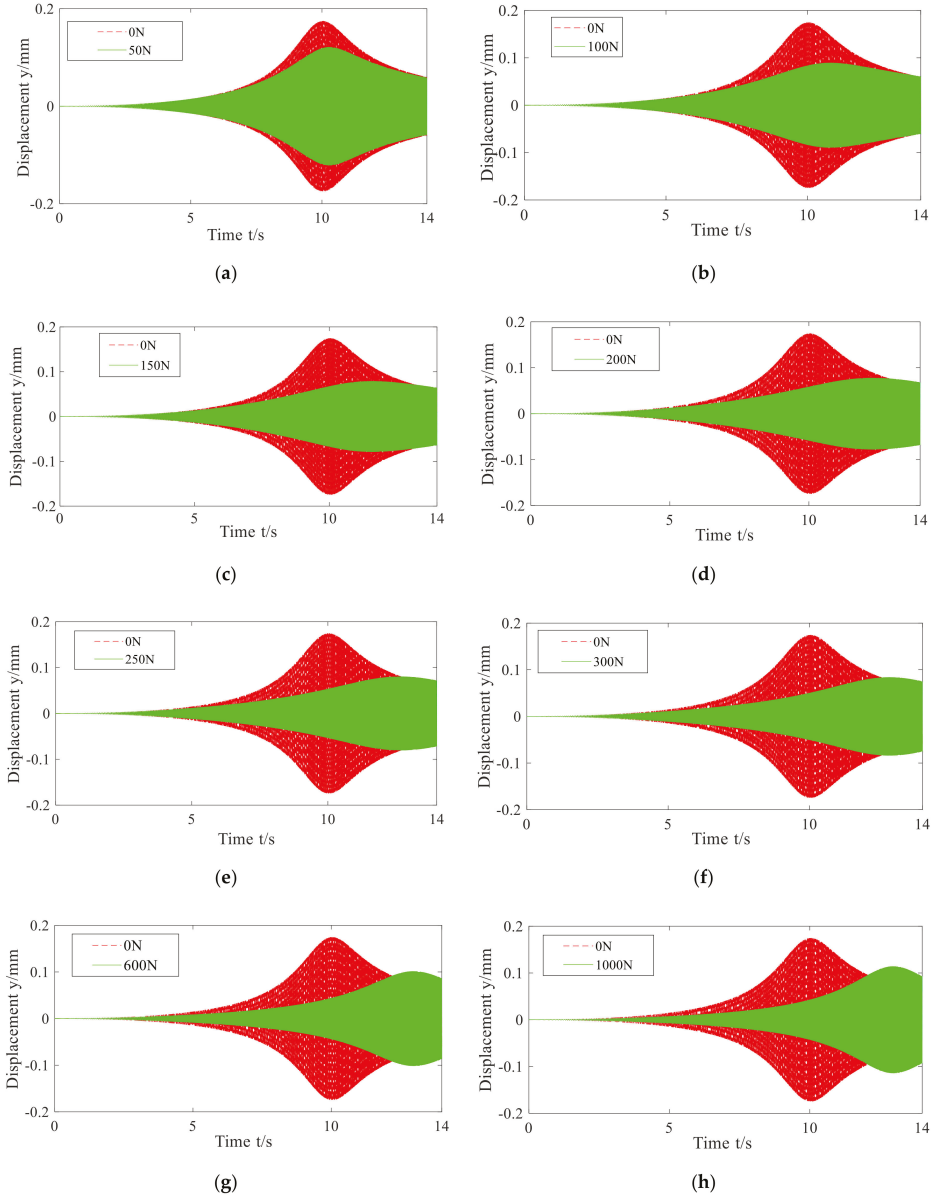 0.2
0N
50N
0
-0.2
0
5
10
14
Displacement y/mm
Time t/s
(a)
0.2
0N
100N
0.1
0
0.1
-0.2
0
5
10
14
Displacement y/mm
Time t/s
(b)
0.2
0N
150N
0.1
0
-0.1
-0.2
0
5
10
14
Displacement y/mm
Time t/s
(c)
0.2
0N
200N
0.1
0
-0.1
-0.2
0
5
10
14
Displacement y/mm
Time t/s
(d)
0.2
0N
250N
0.1
0
-0.1
-0.2
0
5
10
14
Displacement y/mm
Time t/s
(e)
0.2
0N
300N
0.1
0
-0.1
-0.2
0
5
10
14
Displacement y/mm
Time t/s
(f)
0.2
0N
600N
0.1
0
-0.1
-0.2
0
5
10
14
Displacement y/mm
Time t/s
(g)
0.2
0N
1000N
0.1
0
-0.1
-0.2
0
5
10
14
Displacement y/mm
Time t/s
(h)